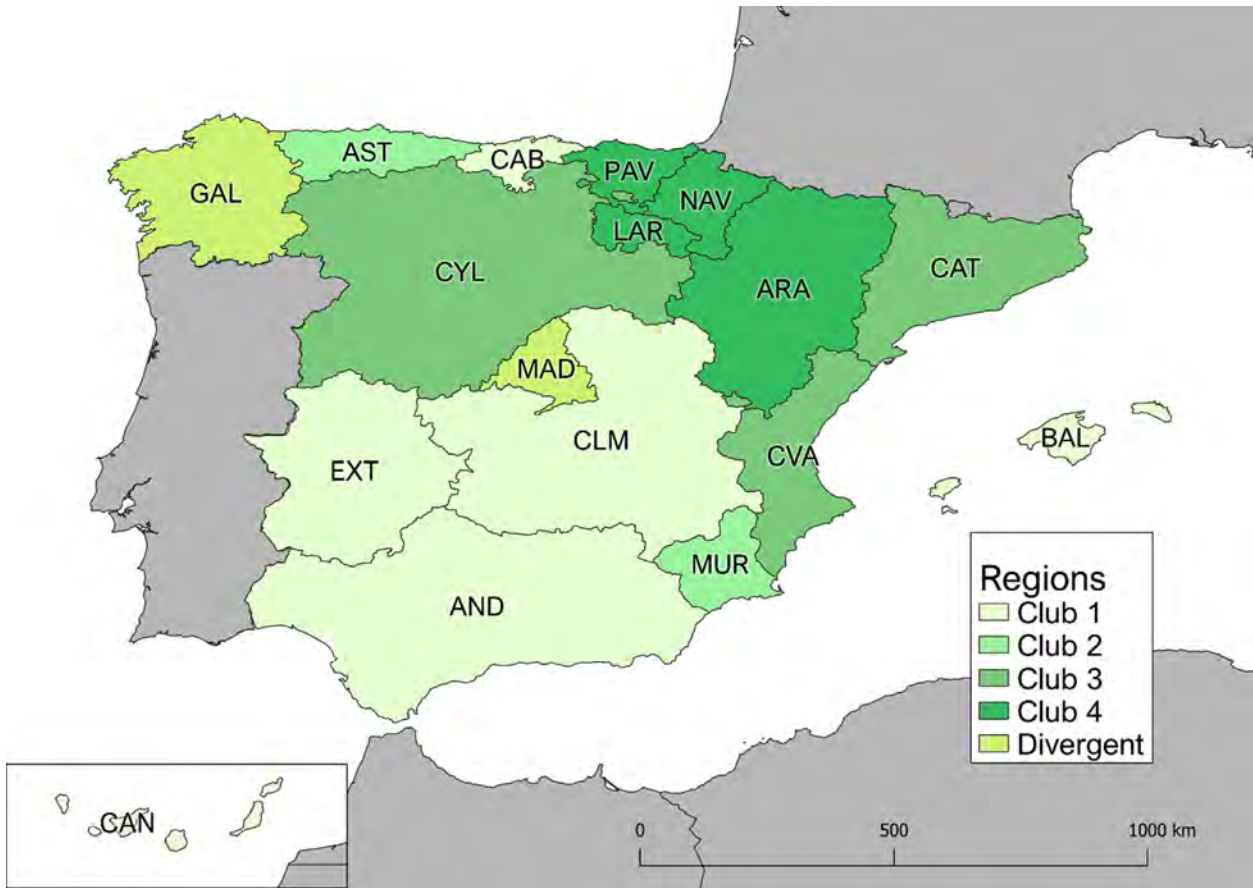 AST
CAB
PAV
GAL
NAV
LAR
CYL
CAT
ARA
MAD
CLM
BAL
CVA
EXT
MUR
AND
Regions
Club 1
Club 2
Club 3
Club 4
Divergent
CAN
0 500 1000 km